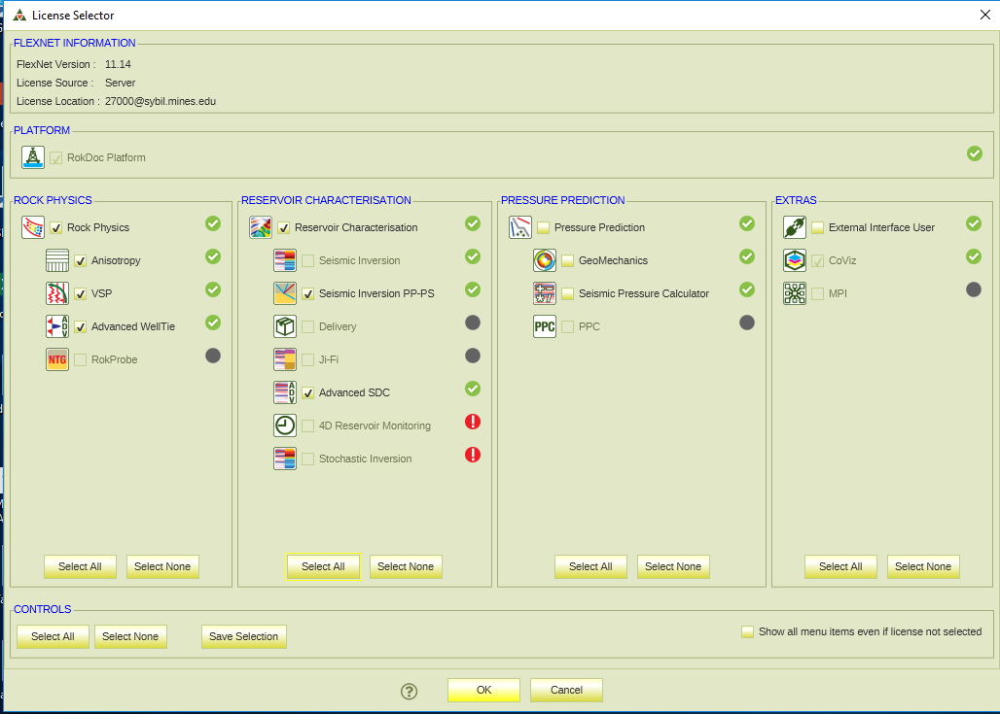 License Selector
FLEXNET INFORMATION
FlexNet Version : 11.14
License Source : Server
License Location : 27000@sybil.mines.edu
PLATFORM
RokDoc Platform
ROCK PHYSICS
Rock Physics
Anisotropy
VSP
ADV
Advanced WellTie
NTG
RokProbe
Select All
Select None
RESERVOIR CHARACTERISATION
Reservoir Characterisation
Seismic Inversion
Seismic Inversion PP-PS
Delivery
Ji-Fi
ADV
Advanced SDC
4D Reservoir Monitoring
Stochastic Inversion
Select All
Select None
PRESSURE PREDICTION
Pressure Prediction
GeoMechanics
Seismic Pressure Calculator
PPC
PPC
Select All
Select None
EXTRAS
External Interface User
CoViz
MPI
Select All
Select None
CONTROLS
Select All
Select None
Save Selection
Show all menu items even if license not selected
?
OK
Cancel